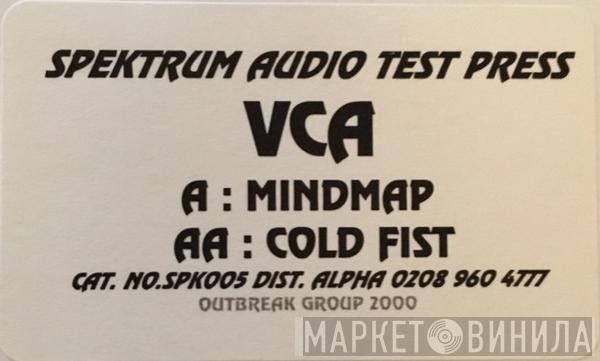 SPEKTRUM AUDIO TEST PRESS
VCA
A : MINDMAP
AA : COLD FIST
CAT. NO.SPK005 DIST. ALPHA 0208 960 4777
OUTBREAK GROUP 2000
МАРКЕТ ВИНИЛА